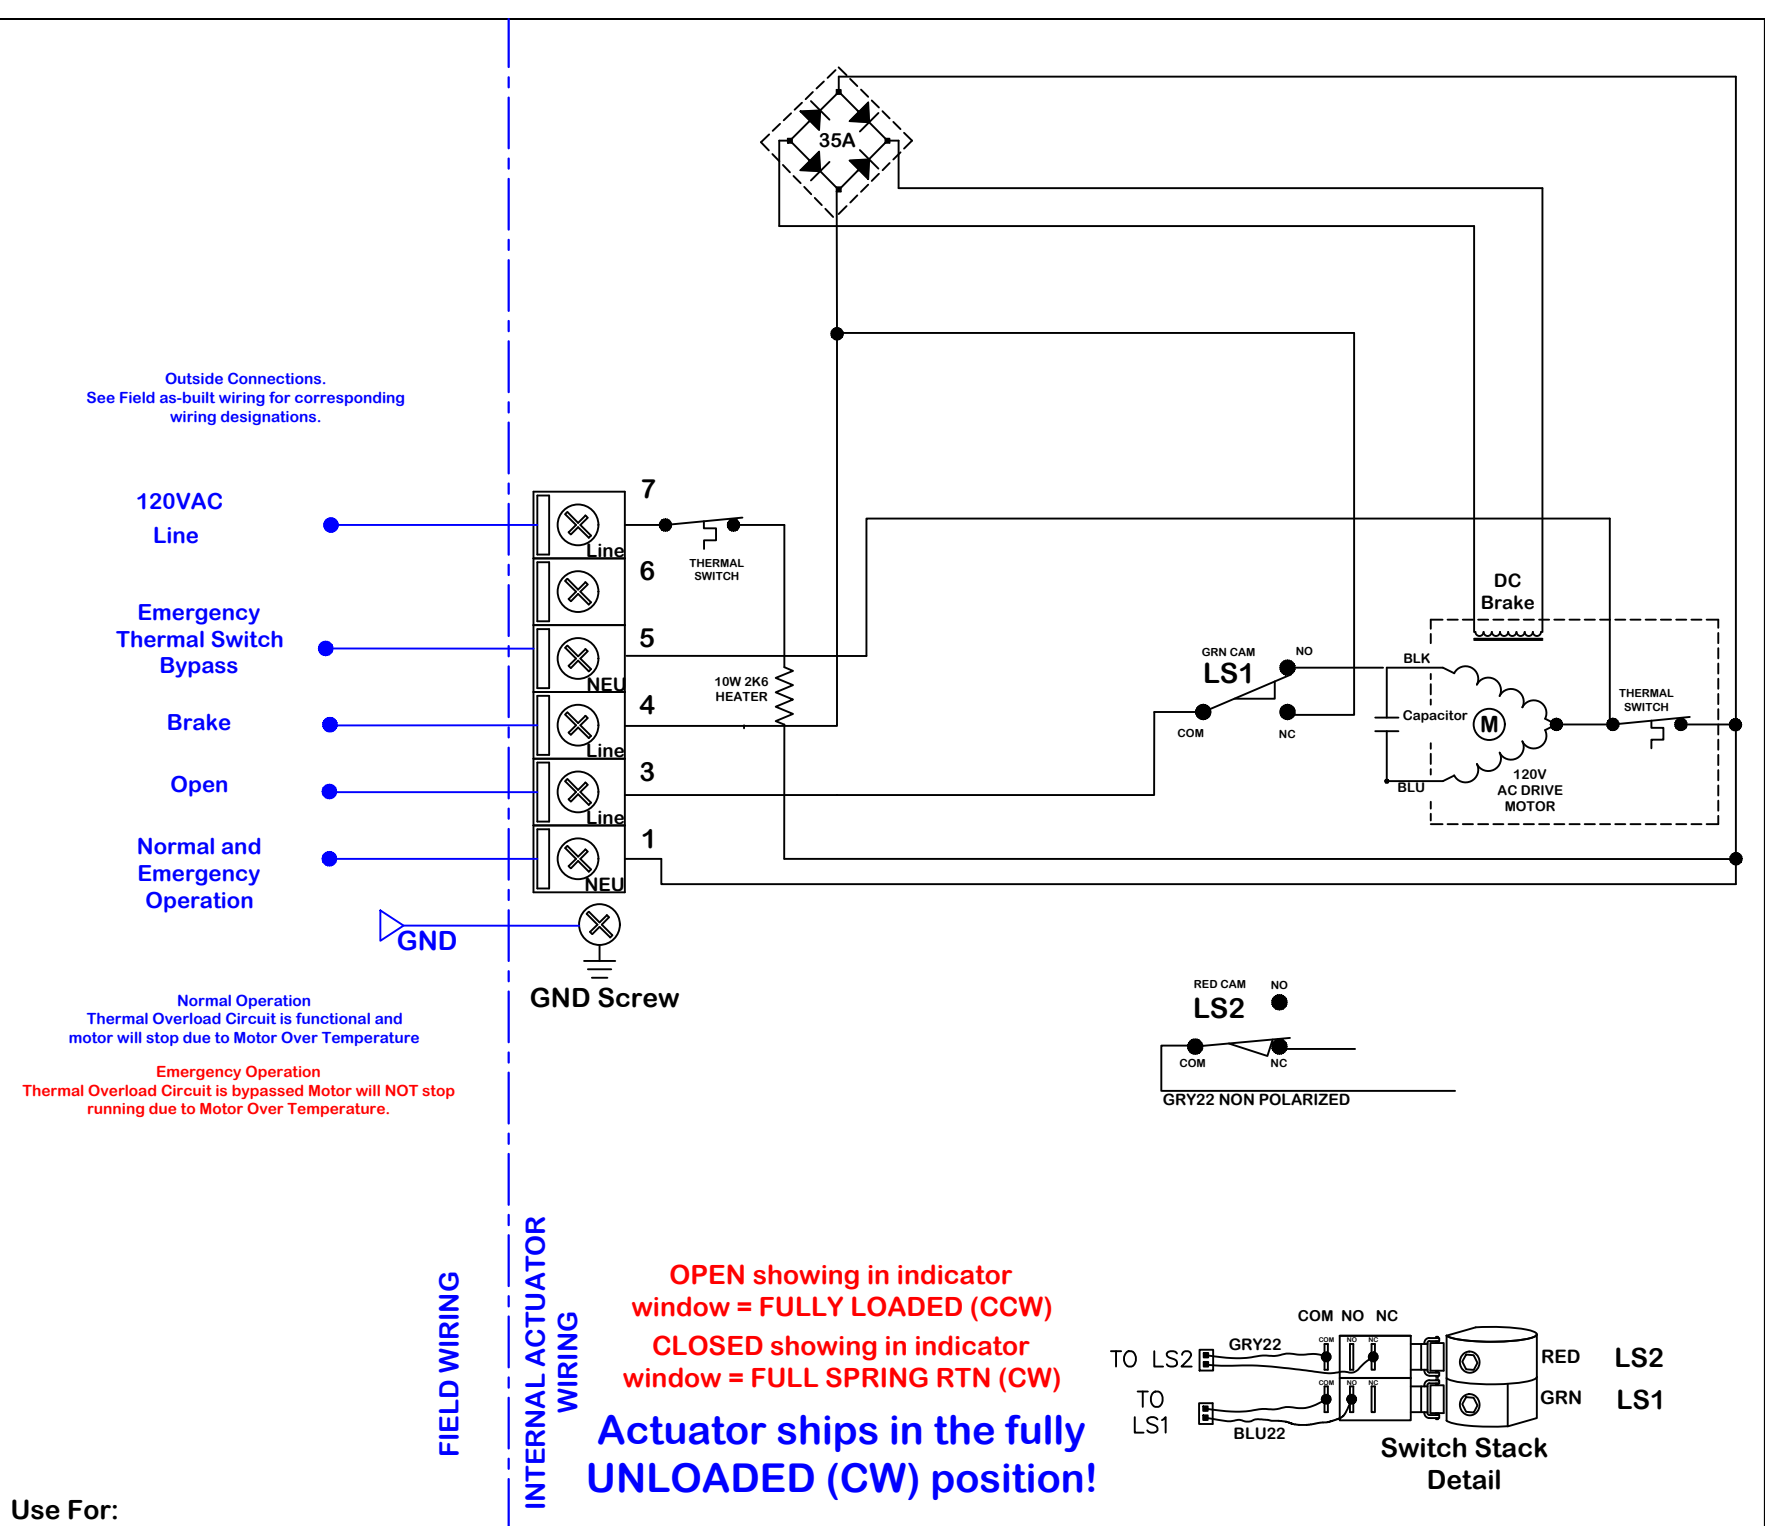 35A
Outside Connections.
See Field as-built wiring for corresponding
wiring designations.
120VAC
Line
Emergency
Thermal Switch
Bypass
Brake
Open
Normal and
Emergency
Operation
GND
7
Line
6
5
NEU
4
Line
3
Line
1
NEU
GND Screw
THERMAL
SWITCH
10W 2K6
HEATER
GRN CAM
LS1
NO
COM
NC
DC
Brake
BLK
Capacitor
M
BLU
120V
AC DRIVE
MOTOR
THERMAL
SWITCH
Normal Operation
Thermal Overload Circuit is functional and
motor will stop due to Motor Over Temperature
Emergency Operation
Thermal Overload Circuit is bypassed Motor will NOT stop
running due to Motor Over Temperature.
RED CAM
LS2
NO
COM
NC
GRY22 NON POLARIZED
FIELD WIRING
INTERNAL ACTUATOR
WIRING
OPEN showing in indicator
window = FULLY LOADED (CCW)
CLOSED showing in indicator
window = FULL SPRING RTN (CW)
Actuator ships in the fully
UNLOADED (CW) position!
COM NO NC
TO LS2
GRY22
COM NO NC
RED
LS2
TO
LS1
BLU22
COM NO NC
GRN
LS1
Switch Stack
Detail
Use For: